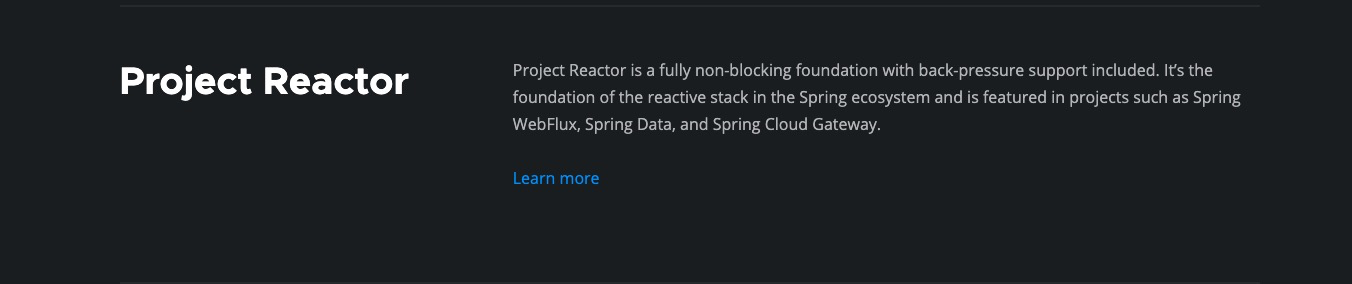 Project Reactor
Project Reactor is a fully non-blocking foundation with back-pressure support included. It’s the
foundation of the reactive stack in the Spring ecosystem and is featured in projects such as Spring
WebFlux, Spring Data, and Spring Cloud Gateway.
Learn more